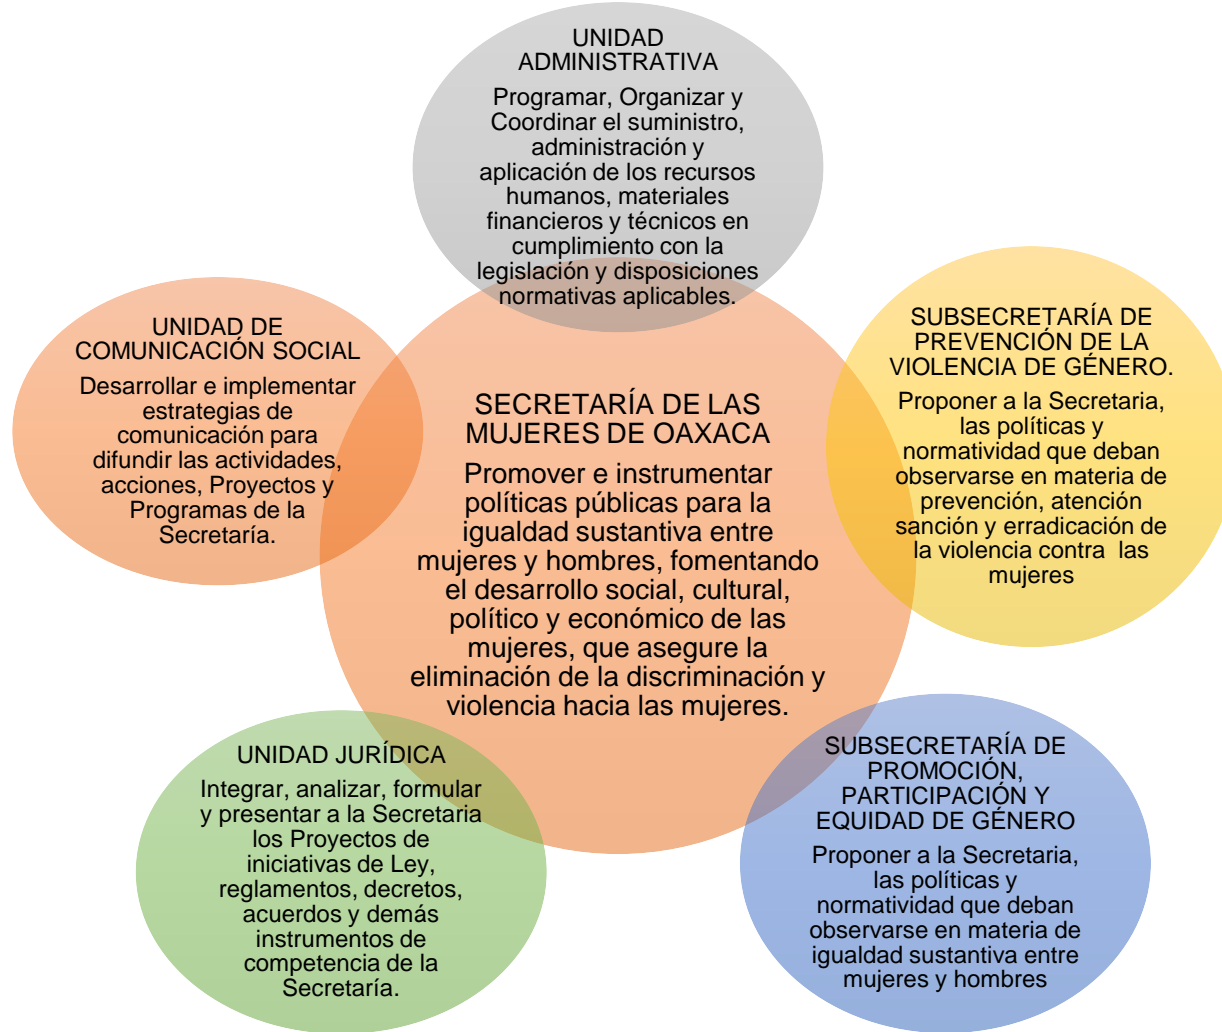 UNIDAD
ADMINISTRATIVA
Programar, Organizar y
Coordinar el suministro,
administración y
aplicación de los recursos
humanos, materiales
financieros y técnicos en
cumplimiento con la
legislación y disposiciones
normativas aplicables.
UNIDAD DE
COMUNICACIÓN SOCIAL
Desarrollar e implementar
estrategias de
comunicación para
difundir las actividades,
acciones, Proyectos y
Programas de la
Secretaría.
SECRETARÍA DE LAS
MUJERES DE OAXACA
Promover e instrumentar
políticas públicas para la
igualdad sustantiva entre
mujeres y hombres, fomentando
el desarrollo social, cultural,
político y económico de las
mujeres, que asegure la
eliminación de la discriminación y
violencia hacia las mujeres.
SUBSECRETARÍA DE
PREVENCIÓN DE LA
VIOLENCIA DE GÉNERO.
Proponer a la Secretaria,
las políticas y
normatividad que deban
observarse en materia de
prevención, atención
sanción y erradicación de
la violencia contra  las
mujeres
UNIDAD JURÍDICA
Integrar, analizar, formular
y presentar a la Secretaria
los Proyectos de
iniciativas de Ley,
reglamentos, decretos,
acuerdos y demás
instrumentos de
competencia de la
Secretaría.
SUBSECRETARÍA DE
PROMOCIÓN,
PARTICIPACIÓN Y
EQUIDAD DE GÉNERO
Proponer a la Secretaria,
las políticas y
normatividad que deban
observarse en materia de
igualdad sustantiva entre
mujeres y hombres